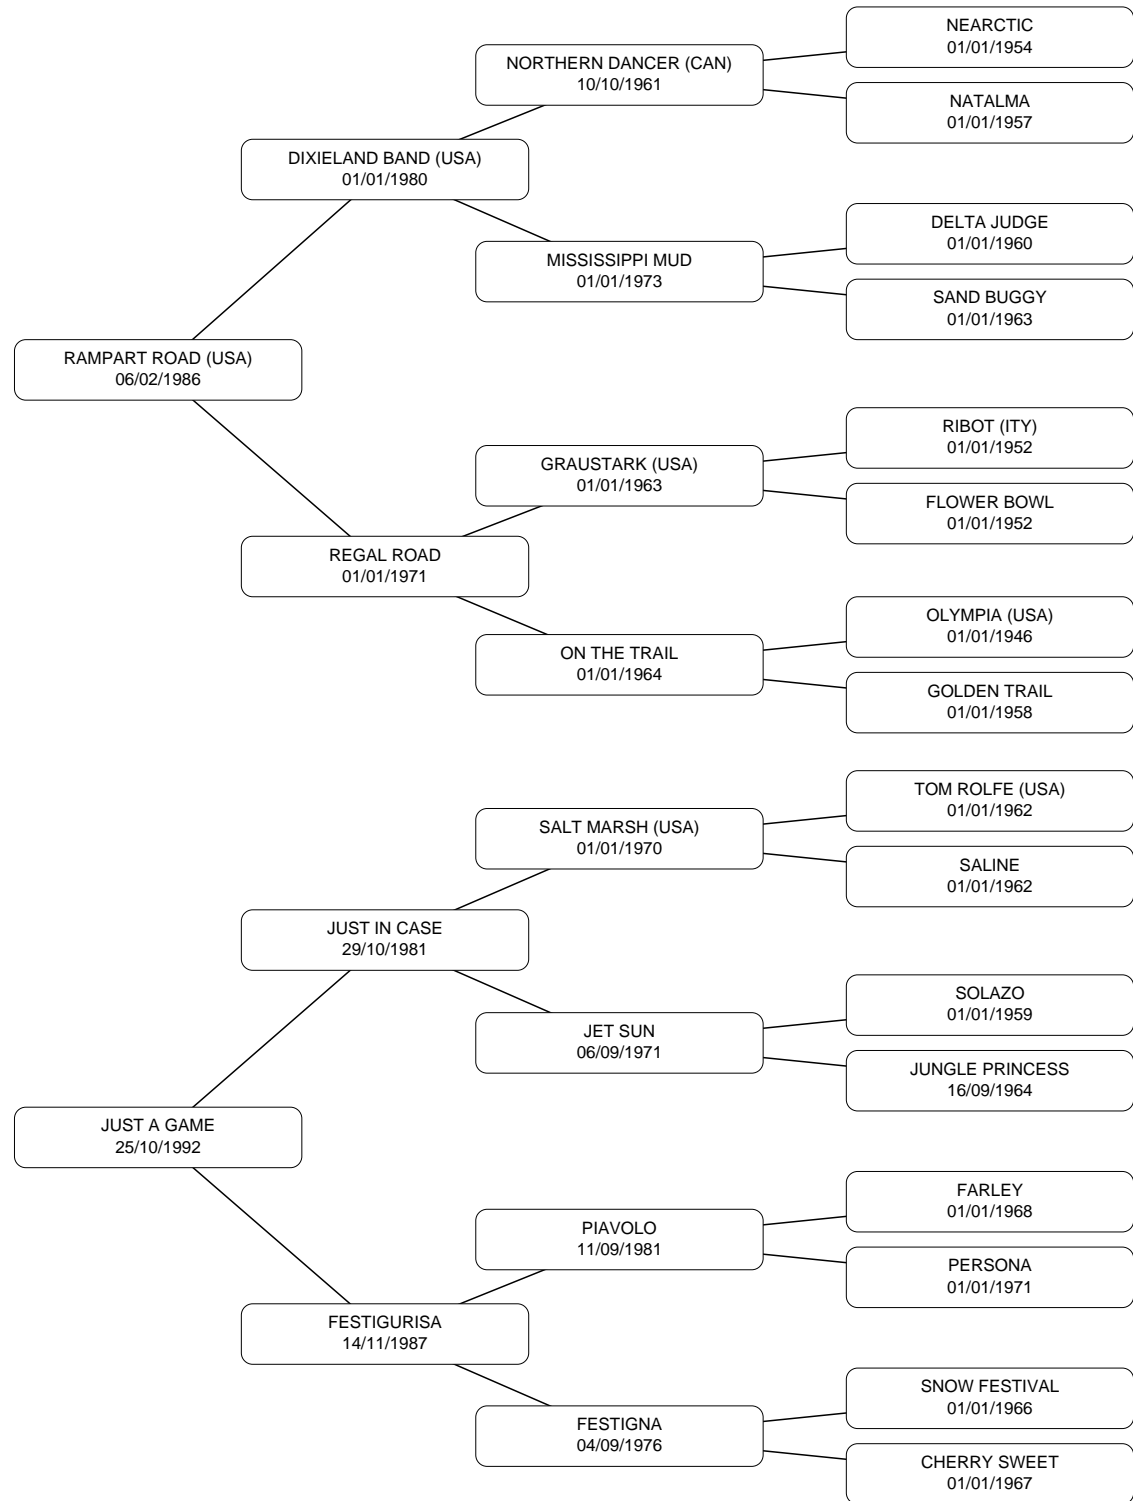 NEARCTIC
01/01/1954
NORTHERN DANCER (CAN)
10/10/1961
NATALMA
01/01/1957
DIXIELAND BAND (USA)
01/01/1980
DELTA JUDGE
01/01/1960
MISSISSIPPI MUD
01/01/1973
SAND BUGGY
01/01/1963
RAMPART ROAD (USA)
06/02/1986
RIBOT (ITY)
01/01/1952
GRAUSTARK (USA)
01/01/1963
FLOWER BOWL
01/01/1952
REGAL ROAD
01/01/1971
OLYMPIA (USA)
01/01/1946
ON THE TRAIL
01/01/1964
GOLDEN TRAIL
01/01/1958
TOM ROLFE (USA)
01/01/1962
SALT MARSH (USA)
01/01/1970
SALINE
01/01/1962
JUST IN CASE
29/10/1981
SOLAZO
01/01/1959
JET SUN
06/09/1971
JUNGLE PRINCESS
16/09/1964
JUST A GAME
25/10/1992
FARLEY
01/01/1968
PIAVOLO
11/09/1981
PERSONA
01/01/1971
FESTIGURISA
14/11/1987
SNOW FESTIVAL
01/01/1966
FESTIGNA
04/09/1976
CHERRY SWEET
01/01/1967